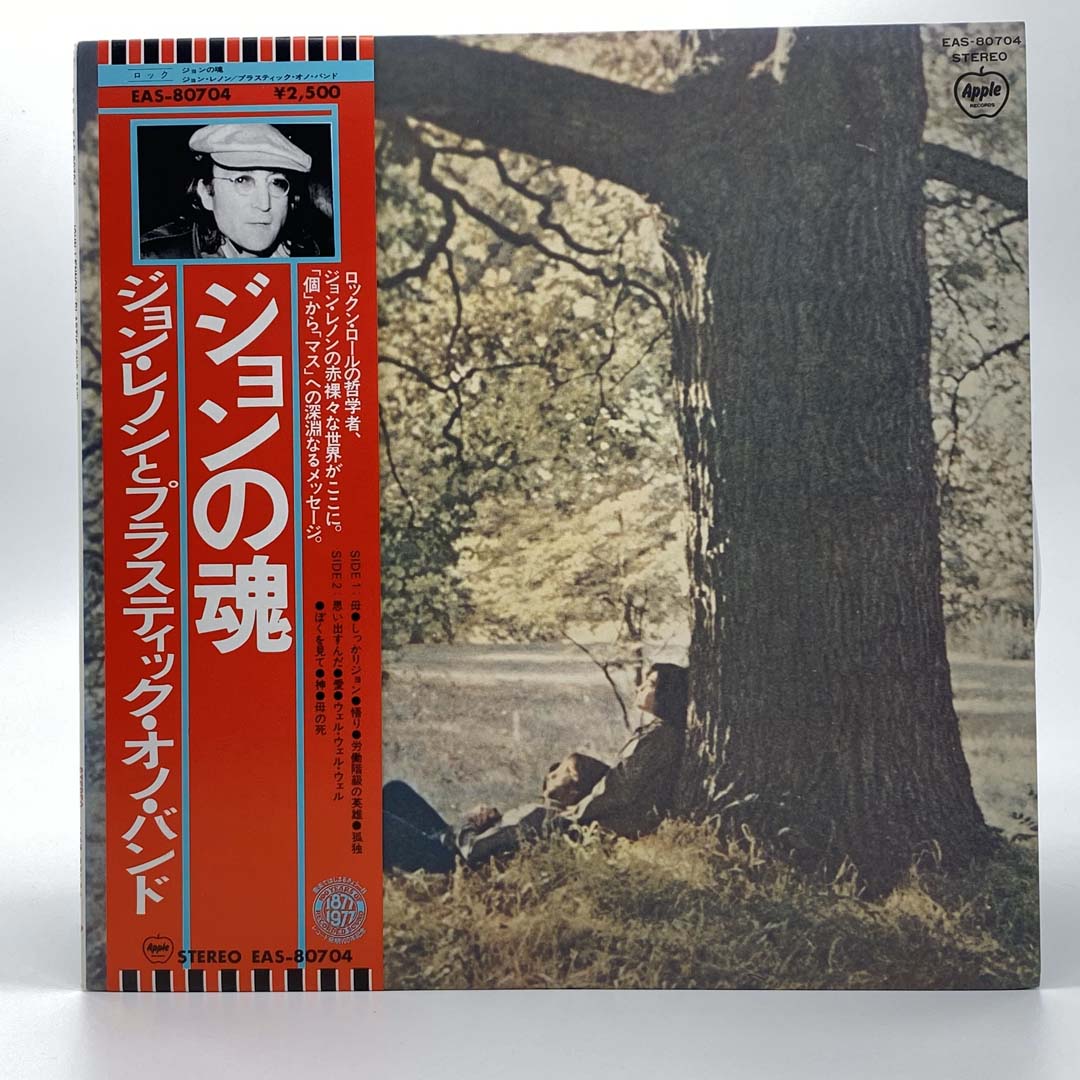 ロック
ジョンの魂
ジョン・レノン/プラスティック・オノ・バンド
EAS-80704 ¥2,500
ロックン・ロールの哲学者、
ジョン・レノンの赤裸々な世界がここに。
「個」から「マス」への深淵なるメッセージ。
ジョンの魂
ジョン・レノンとプラスティック・オノ・バンド
SIDE 1：母●しっかりジョン●悟り●労働階級の英雄●孤独
SIDE 2：思い出すんだ●愛●ウェル・ウェル・ウェル
●ぼくを見て●神●母の死
1877
1977
Apple
STEREO EAS-80704
EAS-80704
STEREO
Apple
RECORDS